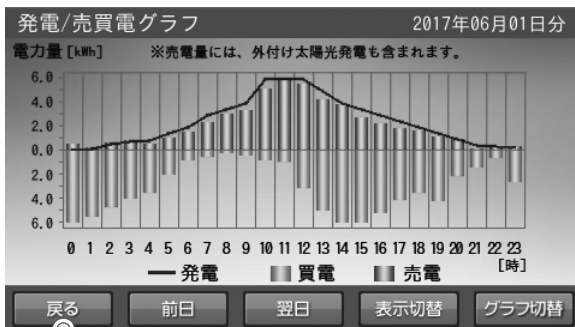 発電/売買電グラフ 2017年06月01日分
電力量[kWh] ※売電量には、外付け太陽光発電も含まれます。
6.0
4.0
2.0
0.0
2.0
4.0
6.0
0 1 2 3 4 5 6 7 8 9 10 11 12 13 14 15 16 17 18 19 20 21 22 23
[時]
発電 買電 売電
戻る 前日 翌日 表示切替 グラフ切替